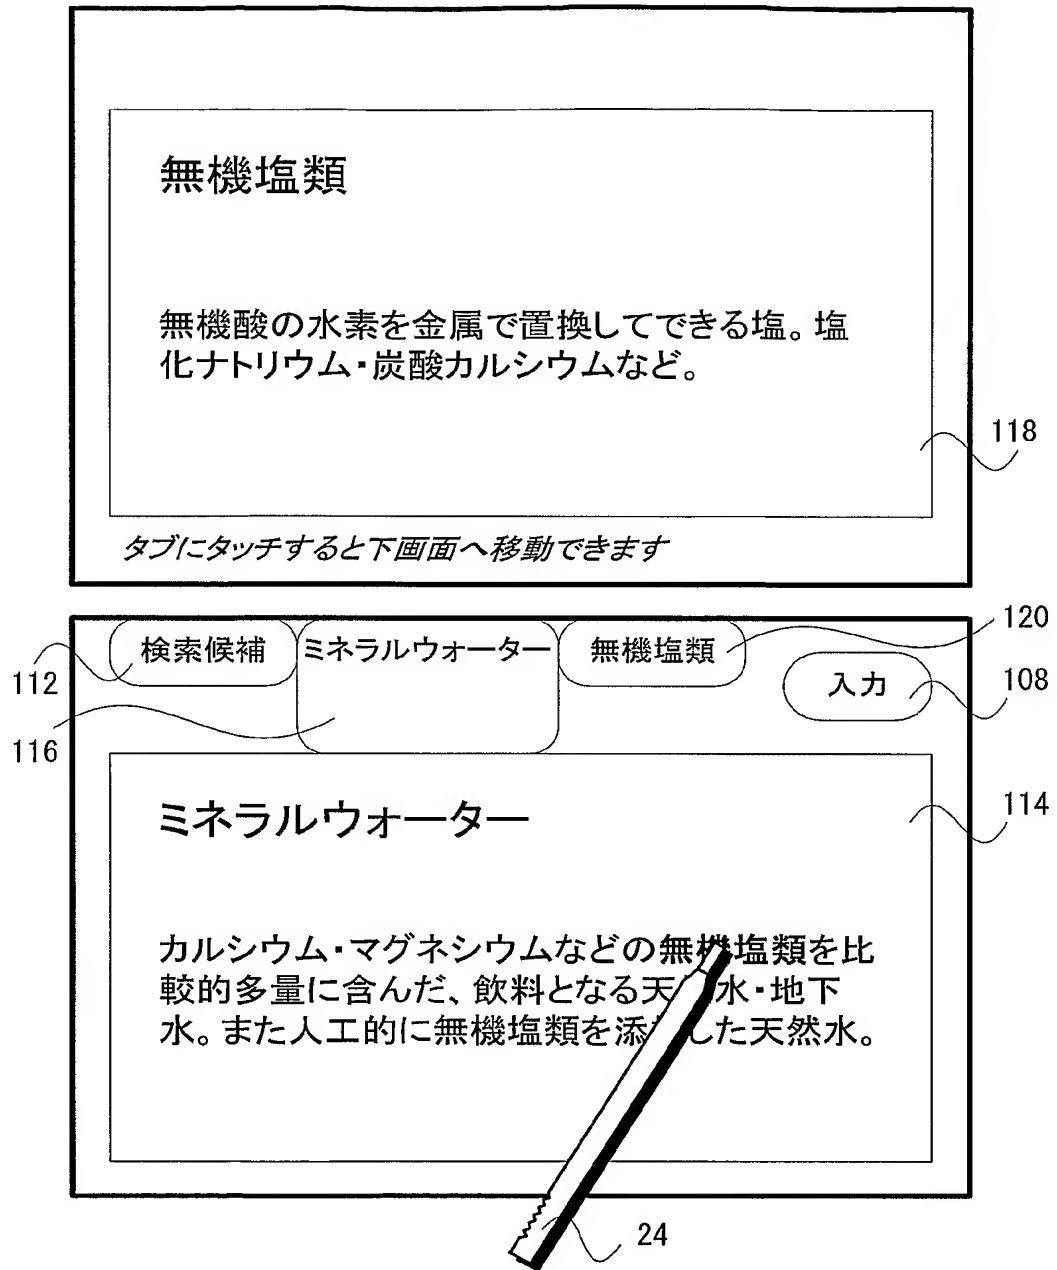 無機塩類
無機酸の水素を金属で置換してできる塩。塩
化ナトリウム・炭酸カルシウムなど。
118
タブにタッチすると下画面へ移動できます
検索候補
ミネラルウォーター
無機塩類
120
112
入力
108
116
ミネラルウォーター
114
カルシウム・マグネシウムなどの無機塩類を比
較的多量に含んだ、飲料となる天 水・地下
水。また人工的に無機塩類を添 した天然水。
24